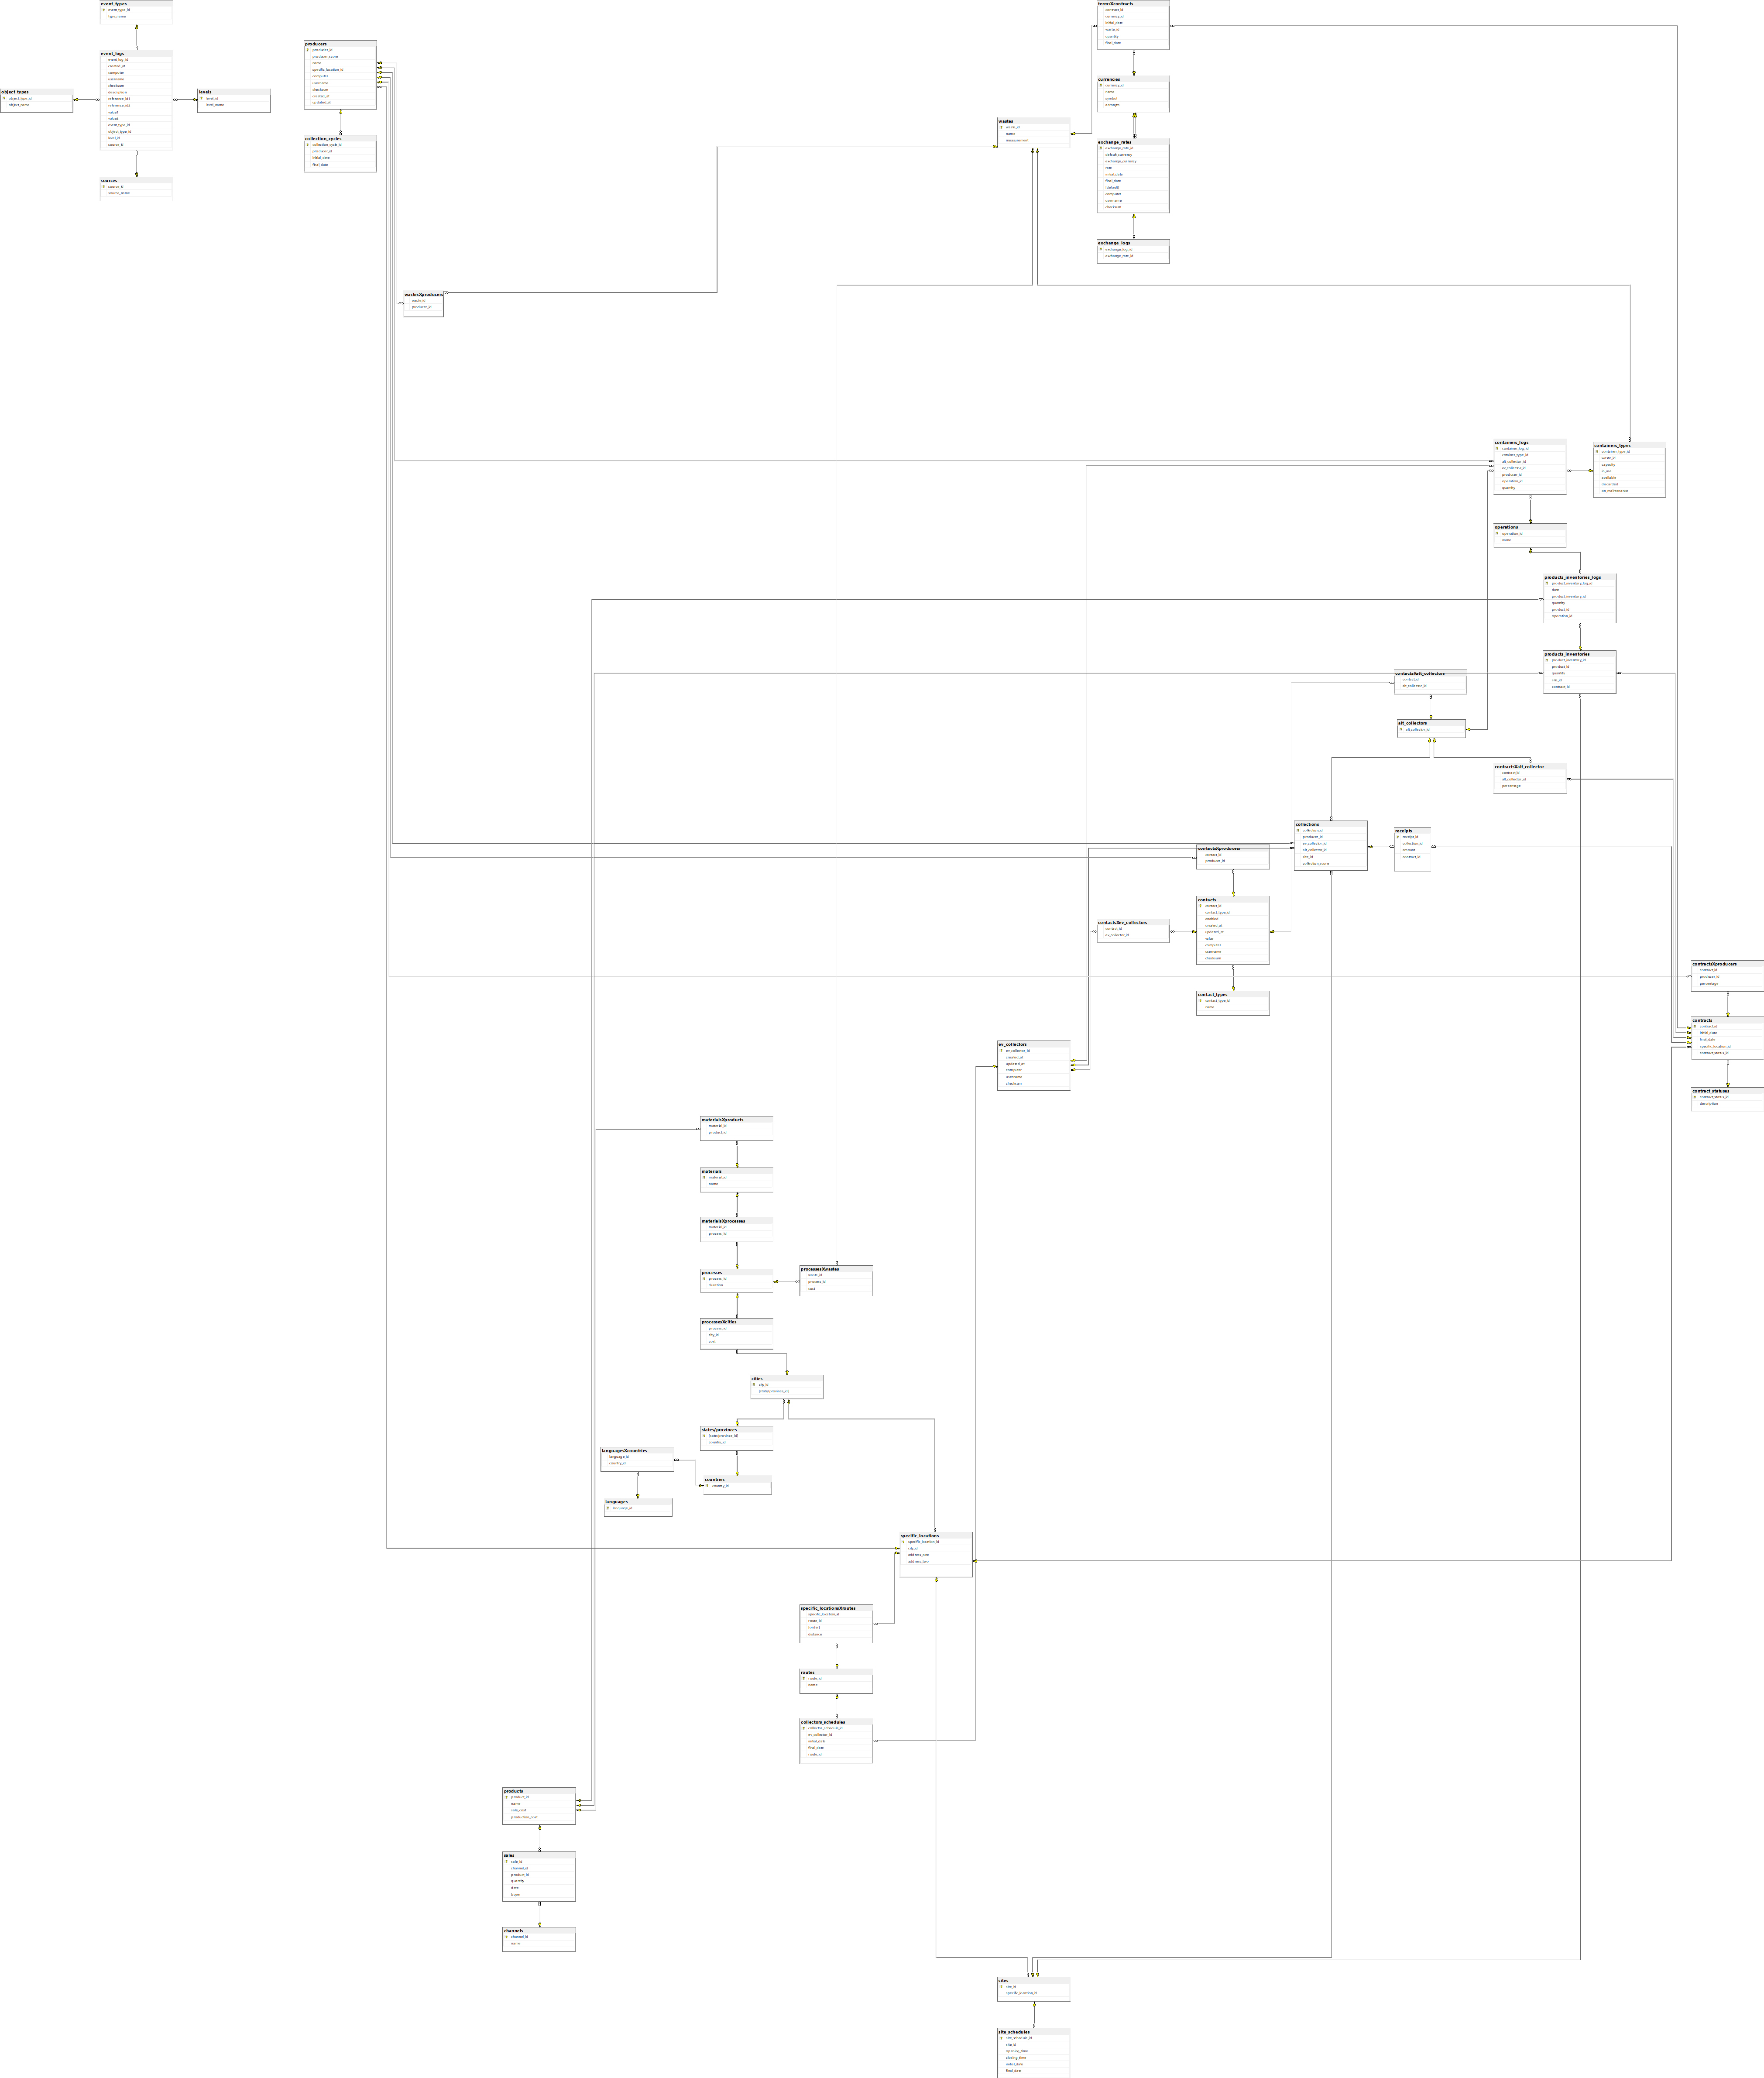 event_types
event_type_id
type_name
event_logs
event_log_id
created_at
computer
username
checksum
description
reference_id1
reference_id2
value1
value2
event_type_id
object_type_id
level_id
source_id
object_types
object_type_id
object_name
levels
level_id
level_name
sources
source_id
source_name
producers
producer_id
producer_score
name
specific_location_id
computer
username
checksum
created_at
updated_at
collection_cycles
collection_cycle_id
producer_id
initial_date
final_date
wastesXproducers
waste_id
producer_id
termsXcontracts
contract_id
currency_id
initial_date
waste_id
quantity
final_date
currencies
currency_id
name
symbol
acronym
wastes
waste_id
name
measurement
exchange_rates
exchange_rate_id
default_currency
exchange_currency
rate
initial_date
final_date
[default]
computer
username
checksum
exchange_logs
exchange_log_id
exchange_rate_id
containers_logs
container_log_id
alt_collector_id
ev_collector_id
producer_id
operation_id
quantity
containers_types
container_type_id
waste_id
capacity
in_use
available
discarded
on_maintenance
operations
operation_id
name
products_inventories_logs
product_inventory_log_id
date
product_inventory_id
quantity
product_id
operation_id
products_inventories
product_inventory_id
product_id
quantity
site_id
contract_id
contactsXalt_collectors
contact_id
alt_collector_id
alt_collectors
alt_collector_id
contractsXalt_collector
contract_id
alt_collector_id
percentage
collections
collection_id
producer_id
ev_collector_id
alt_collector_id
site_id
collection_score
receipts
receipt_id
collection_id
amount
contract_id
contactsXproducers
contact_id
producer_id
contacts
contact_id
contact_type_id
enabled
created_at
updated_at
value
computer
username
checksum
contactsXev_collectors
contact_id
ev_collector_id
contact_types
contact_type_id
name
contractsXproducers
contract_id
producer_id
percentage
contracts
contract_id
initial_date
final_date
specific_location_id
contract_status_id
contract_statuses
contract_status_id
description
ev_collectors
ev_collector_id
created_at
updated_at
computer
username
checksum
materialsXproducts
material_id
product_id
materials
material_id
name
materialsXprocesses
material_id
process_id
processes
process_id
duration
processesXwastes
waste_id
process_id
cost
processesXcities
process_id
city_id
cost
cities
city_id
[state/province_id]
states/provinces
[state/province_id]
country_id
languagesXcountries
language_id
country_id
countries
country_id
languages
language_id
specific_locations
specific_location_id
city_id
address_one
address_two
specific_locationsXroutes
specific_location_id
route_id
[order]
distance
routes
route_id
name
collectors_schedules
collector_schedule_id
ev_collector_id
initial_date
final_date
route_id
products
product_id
name
sale_cost
production_cost
sales
sale_id
channel_id
product_id
quantity
date
buyer
channels
channel_id
name
sites
site_id
specific_location_id
site_schedules
site_schedule_id
site_id
opening_time
closing_time
initial_date
final_date